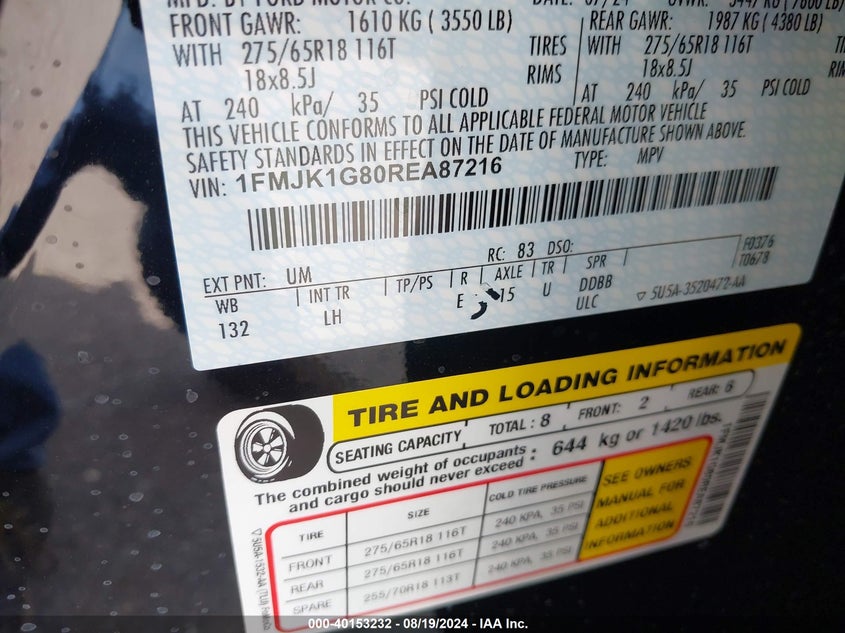 MFD. BY FORD MOTOR CO.
FRONT GAWR: 1610 KG ( 3550 LB) REAR GAWR: 1987 KG ( 4380 LB)
WITH 275/65R18 116T TIRES WITH 275/65R18 116T
18x8.5J RIMS 18x8.5J
AT 240 kPa/ 35 PSI COLD AT 240 kPa/ 35 PSI COLD
THIS VEHICLE CONFORMS TO ALL APPLICABLE FEDERAL MOTOR VEHICLE
SAFETY STANDARDS IN EFFECT ON THE DATE OF MANUFACTURE SHOWN ABOVE.
VIN: 1FMJK1G80REA87216 TYPE: MPV
RC: 83 DSO: F0376
EXT PNT: UM T0678
WB INT TR TP/PS R AXLE TR SPR
132 LH E 15 U DDBB
ULC ▽ 5U5A-3520472-AA
TIRE AND LOADING INFORMATION
SEATING CAPACITY TOTAL: 8 FRONT: 2 REAR: 6
The combined weight of occupants
and cargo should never exceed : 644 kg or 1420 lbs.
TIRE SIZE COLD TIRE PRESSURE
FRONT 275/65R18 116T 240 KPA, 35 PSI
REAR 275/65R18 116T 240 KPA, 35 PSI
SPARE 255/70R18 113T 240 KPA, 35 PSI
SEE OWNERS
MANUAL FOR
ADDITIONAL
INFORMATION
IAA-40153232 - 08/19/2024 - IAA Inc.